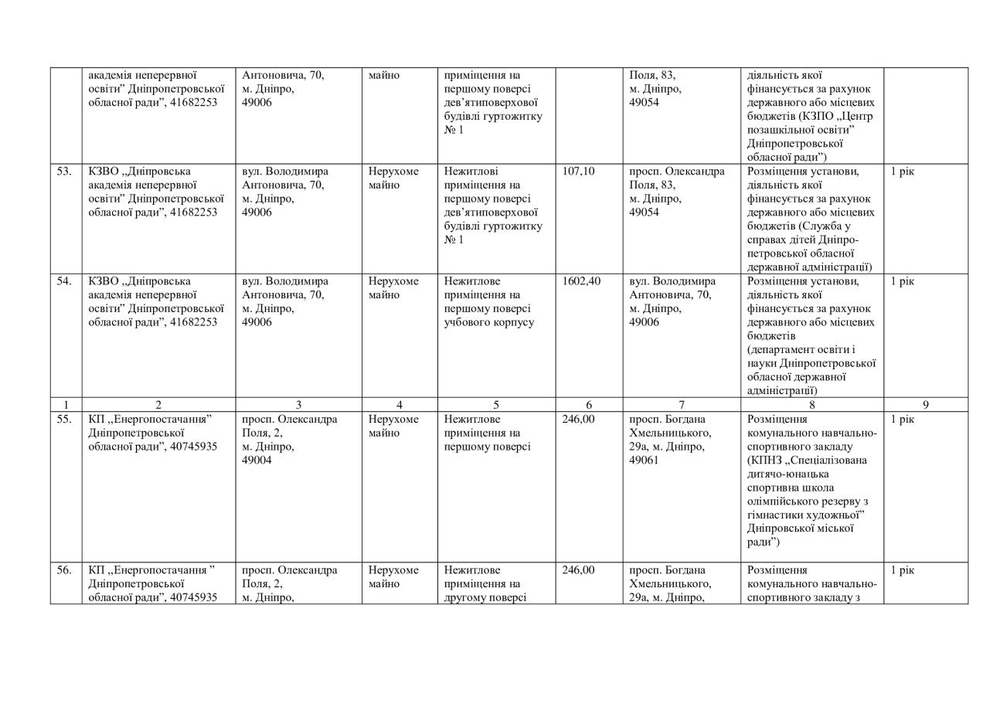 академія неперервної
освіти” Дніпропетровської
обласної ради”, 41682253
Антоновича, 70,
м. Дніпро,
49006
майно
приміщення на
першому поверсі
дев’ятиповерхової
будівлі гуртожитку
№ 1
Поля, 83,
м. Дніпро,
49054
діяльність якої
фінансується за рахунок
державного або місцевих
бюджетів (КЗПО „Центр
позашкільної освіти”
Дніпропетровської
обласної ради”)
53.
КЗВО „Дніпровська
академія неперервної
освіти” Дніпропетровської
обласної ради”, 41682253
вул. Володимира
Антоновича, 70,
м. Дніпро,
49006
Нерухоме
майно
Нежитлові
приміщення на
першому поверсі
дев’ятиповерхової
будівлі гуртожитку
№ 1
107,10
просп. Олександра
Поля, 83,
м. Дніпро,
49054
Розміщення установи,
діяльність якої
фінансується за рахунок
державного або місцевих
бюджетів (Служба у
справах дітей Дніпро-
петровської обласної
державної адміністрації)
1 рік
54.
КЗВО „Дніпровська
академія неперервної
освіти” Дніпропетровської
обласної ради”, 41682253
вул. Володимира
Антоновича, 70,
м. Дніпро,
49006
Нерухоме
майно
Нежитлове
приміщення на
першому поверсі
учбового корпусу
1602,40
вул. Володимира
Антоновича, 70,
м. Дніпро,
49006
Розміщення установи,
діяльність якої
фінансується за рахунок
державного або місцевих
бюджетів
(департамент освіти і
науки Дніпропетровської
обласної державної
адміністрації)
1 рік
1 2 3 4 5 6 7 8 9
55.
КП „Енергопостачання”
Дніпропетровської
обласної ради”, 40745935
просп. Олександра
Поля, 2,
м. Дніпро,
49004
Нерухоме
майно
Нежитлове
приміщення на
першому поверсі
246,00
просп. Богдана
Хмельницького,
29а, м. Дніпро,
49061
Розміщення
комунального навчально-
спортивного закладу
(КПНЗ „Спеціалізована
дитячо-юнацька
спортивна школа
олімпійського резерву з
гімнастики художньої”
Дніпровської міської
ради”)
1 рік
56.
КП „Енергопостачання ”
Дніпропетровської
обласної ради”, 40745935
просп. Олександра
Поля, 2,
м. Дніпро,
Нерухоме
майно
Нежитлове
приміщення на
другому поверсі
246,00
просп. Богдана
Хмельницького,
29а, м. Дніпро,
Розміщення
комунального навчально-
спортивного закладу з
1 рік